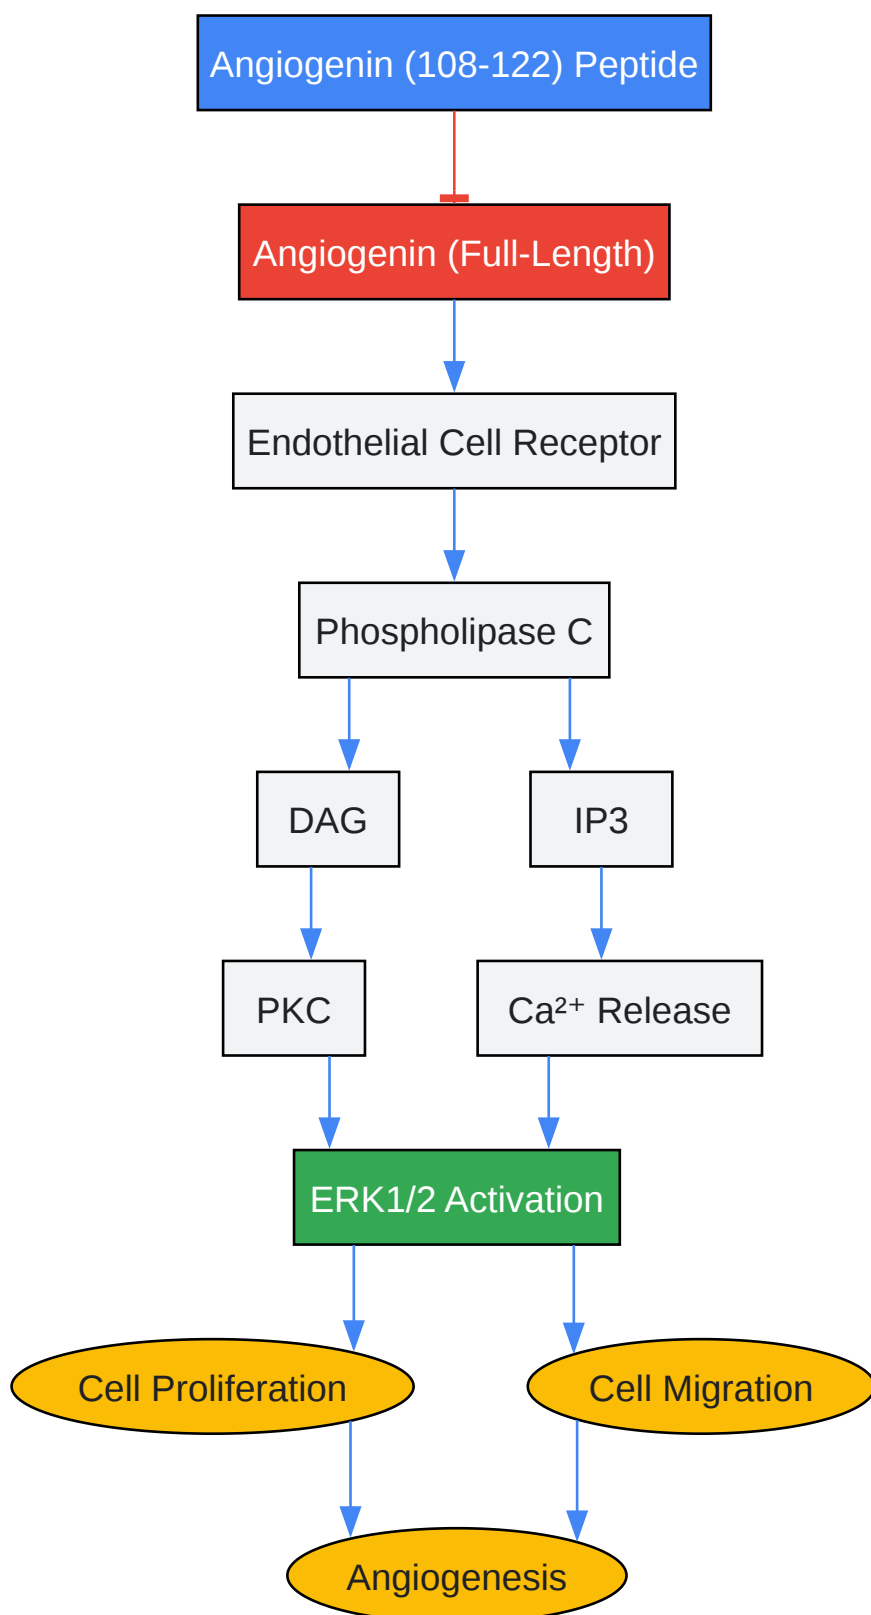 Angiogenin (108-122) Peptide
Angiogenin (Full-Length)
Endothelial Cell Receptor
Phospholipase C
DAG
IP3
PKC
Ca²⁺ Release
ERK1/2 Activation
Cell Proliferation
Cell Migration
Angiogenesis